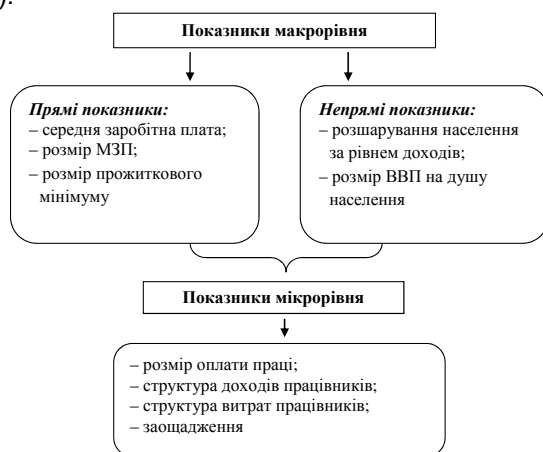 ).
Показники макрорівня
Прямі показники:
– середня заробітна плата;
– розмір МЗП;
– розмір прожиткового
мінімуму
Непрямі показники:
– розшарування населення
за рівнем доходів;
– розмір ВВП на душу
населення
Показники мікрорівня
– розмір оплати праці;
– структура доходів працівників;
– структура витрат працівників;
– заощадження